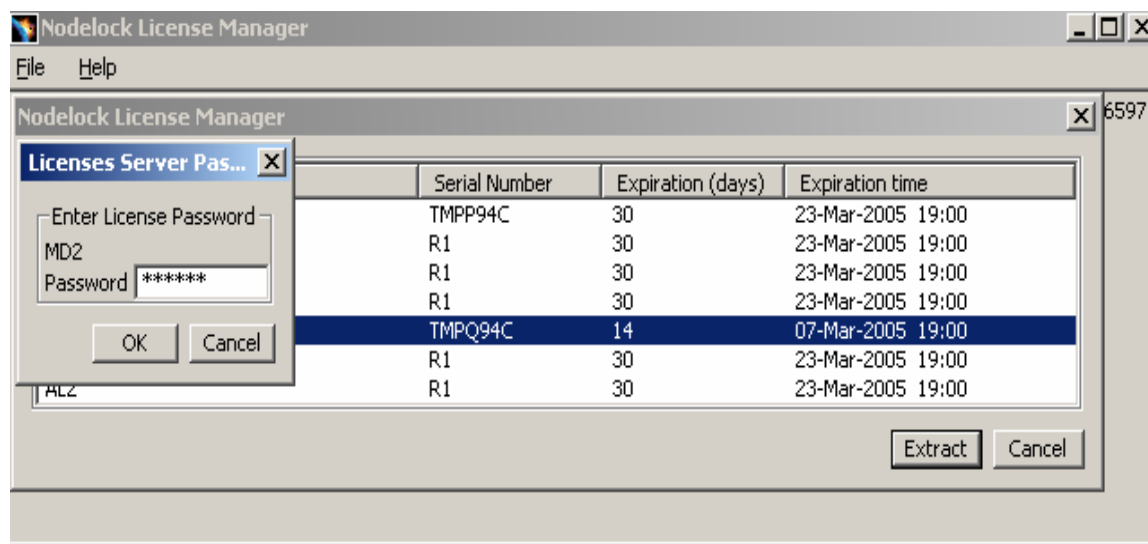 Nodelock License Manager
File Help
Nodelock License Manager
6597
Licenses Server Pas...
Serial Number Expiration (days) Expiration time
Enter License Password
MD2
Password ******
OK Cancel
TMPP94C 30 23-Mar-2005 19:00
R1 30 23-Mar-2005 19:00
R1 30 23-Mar-2005 19:00
R1 30 23-Mar-2005 19:00
TMPQ94C 14 07-Mar-2005 19:00
R1 30 23-Mar-2005 19:00
AL2 R1 30 23-Mar-2005 19:00
Extract Cancel